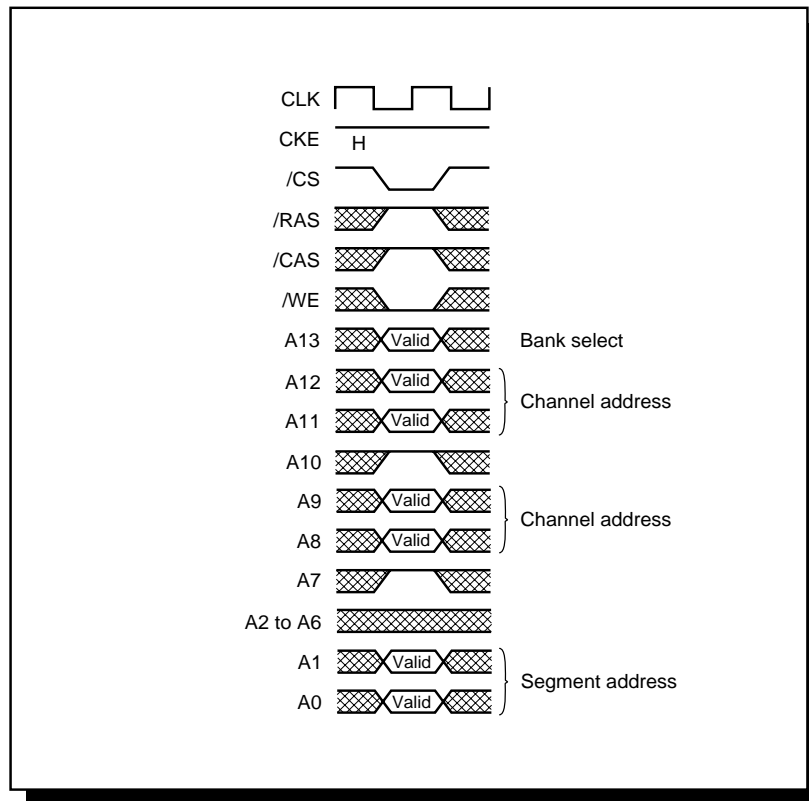 CLK
CKE H
/CS
/RAS
/CAS
/WE
A13 Valid Bank select
A12 Valid
Channel address
A11 Valid
A10
A9 Valid
Channel address
A8 Valid
A7
A2 to A6
A1 Valid
Segment address
A0 Valid